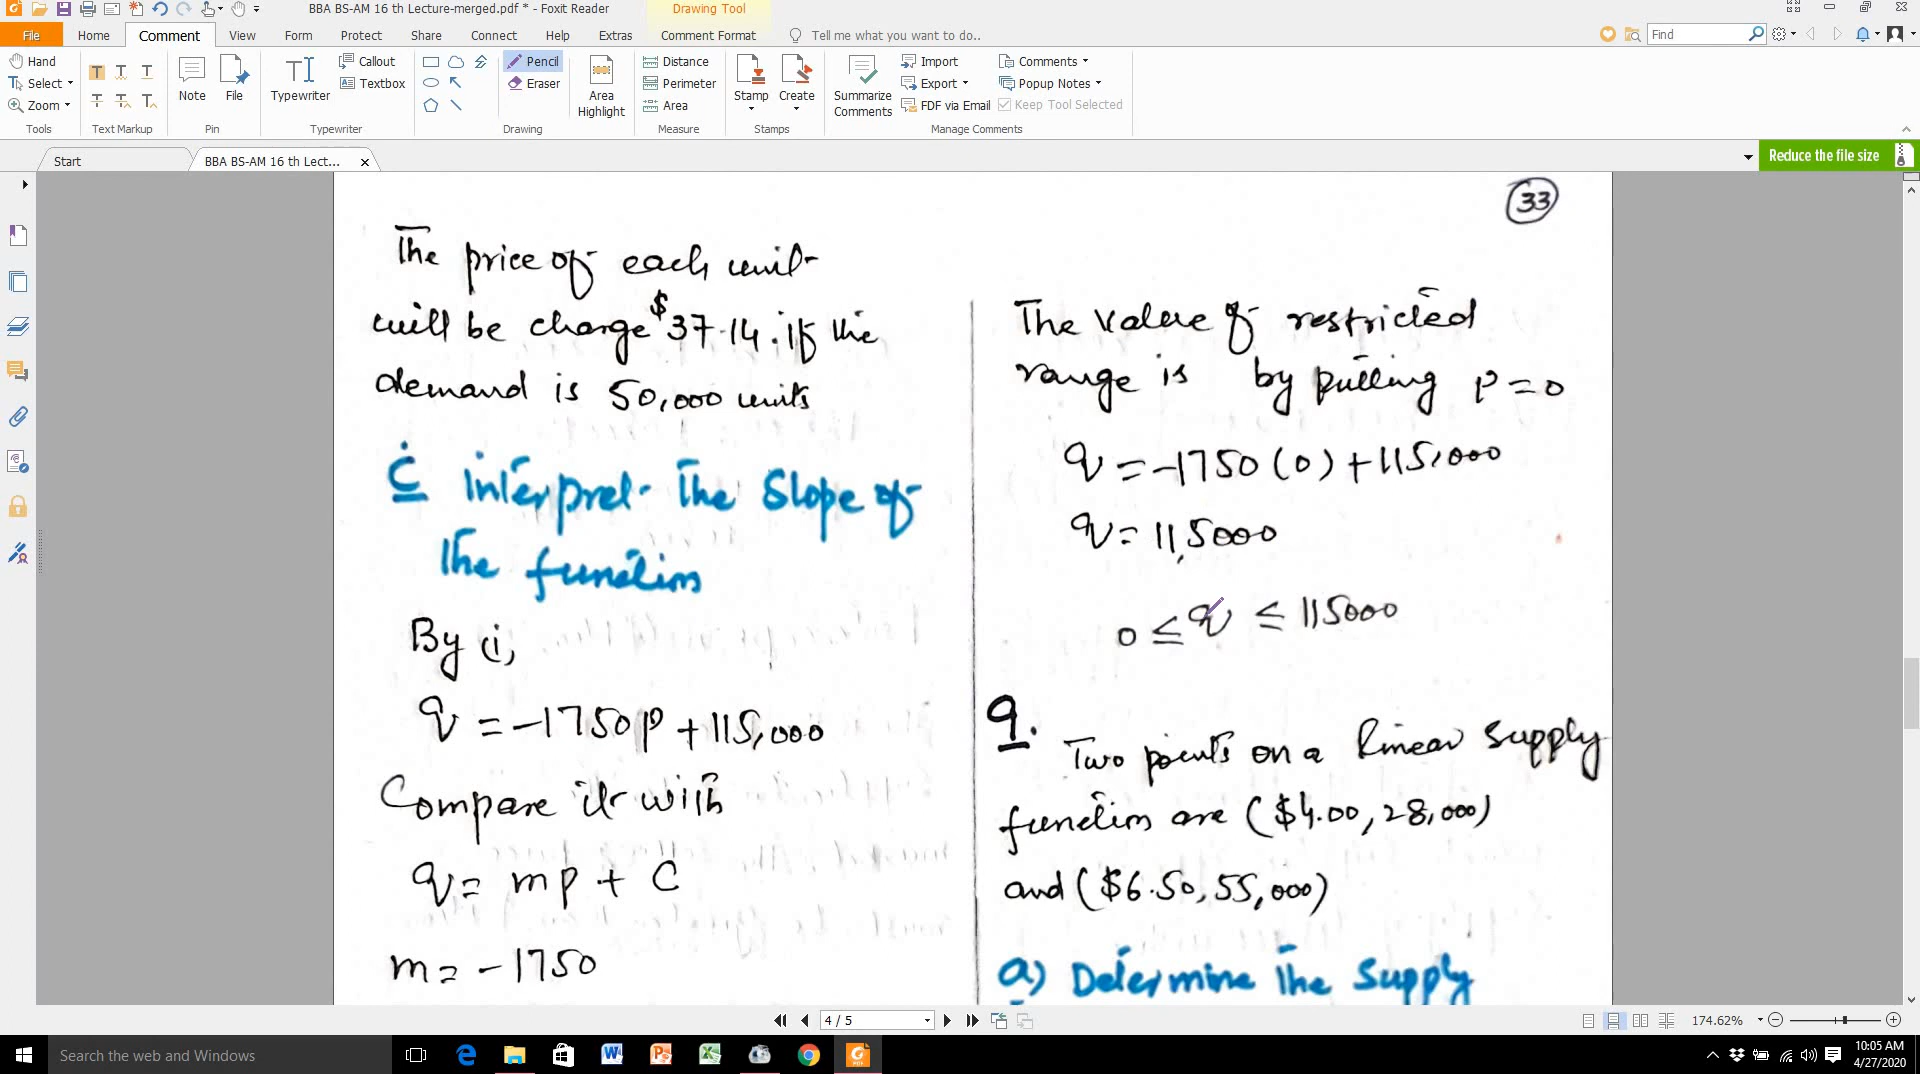 BBA BS-AM 16 th Lecture-merged.pdf * - Foxit Reader
Drawing Tool
File Home Comment View Form Protect Share Connect Help Extras Comment Format Tell me what you want to do.. Find
Hand
Select
Zoom
Tools
Text Markup
Note
File
Pin
Typewriter
Callout
Textbox
Typewriter
Pencil
Eraser
Drawing
Area
Highlight
Distance
Perimeter
Area
Measure
Stamp
Create
Stamps
Summarize
Comments
Import
Export
FDF via Email
Comments
Popup Notes
Keep Tool Selected
Manage Comments
Start
BBA BS-AM 16 th Lect...
Reduce the file size
33
The price of each unit
will be charge $37.14. if the
demand is 50,000 units
C interpret the Slope of
the function
By (i,
q = -1750p + 115,000
Compare it with
q = mp + C
m = -1750
The value of restricted
range is by putting P = 0
q = -1750(0) + 115,000
q = 11,5000
0 ≤ q ≤ 115000
9.
Two points on a linear supply
function are ($4.00, 28,000)
and ($6.50, 55,000)
a) Determine the supply
4 / 5
174.62%
Search the web and Windows
10:05 AM
4/27/2020